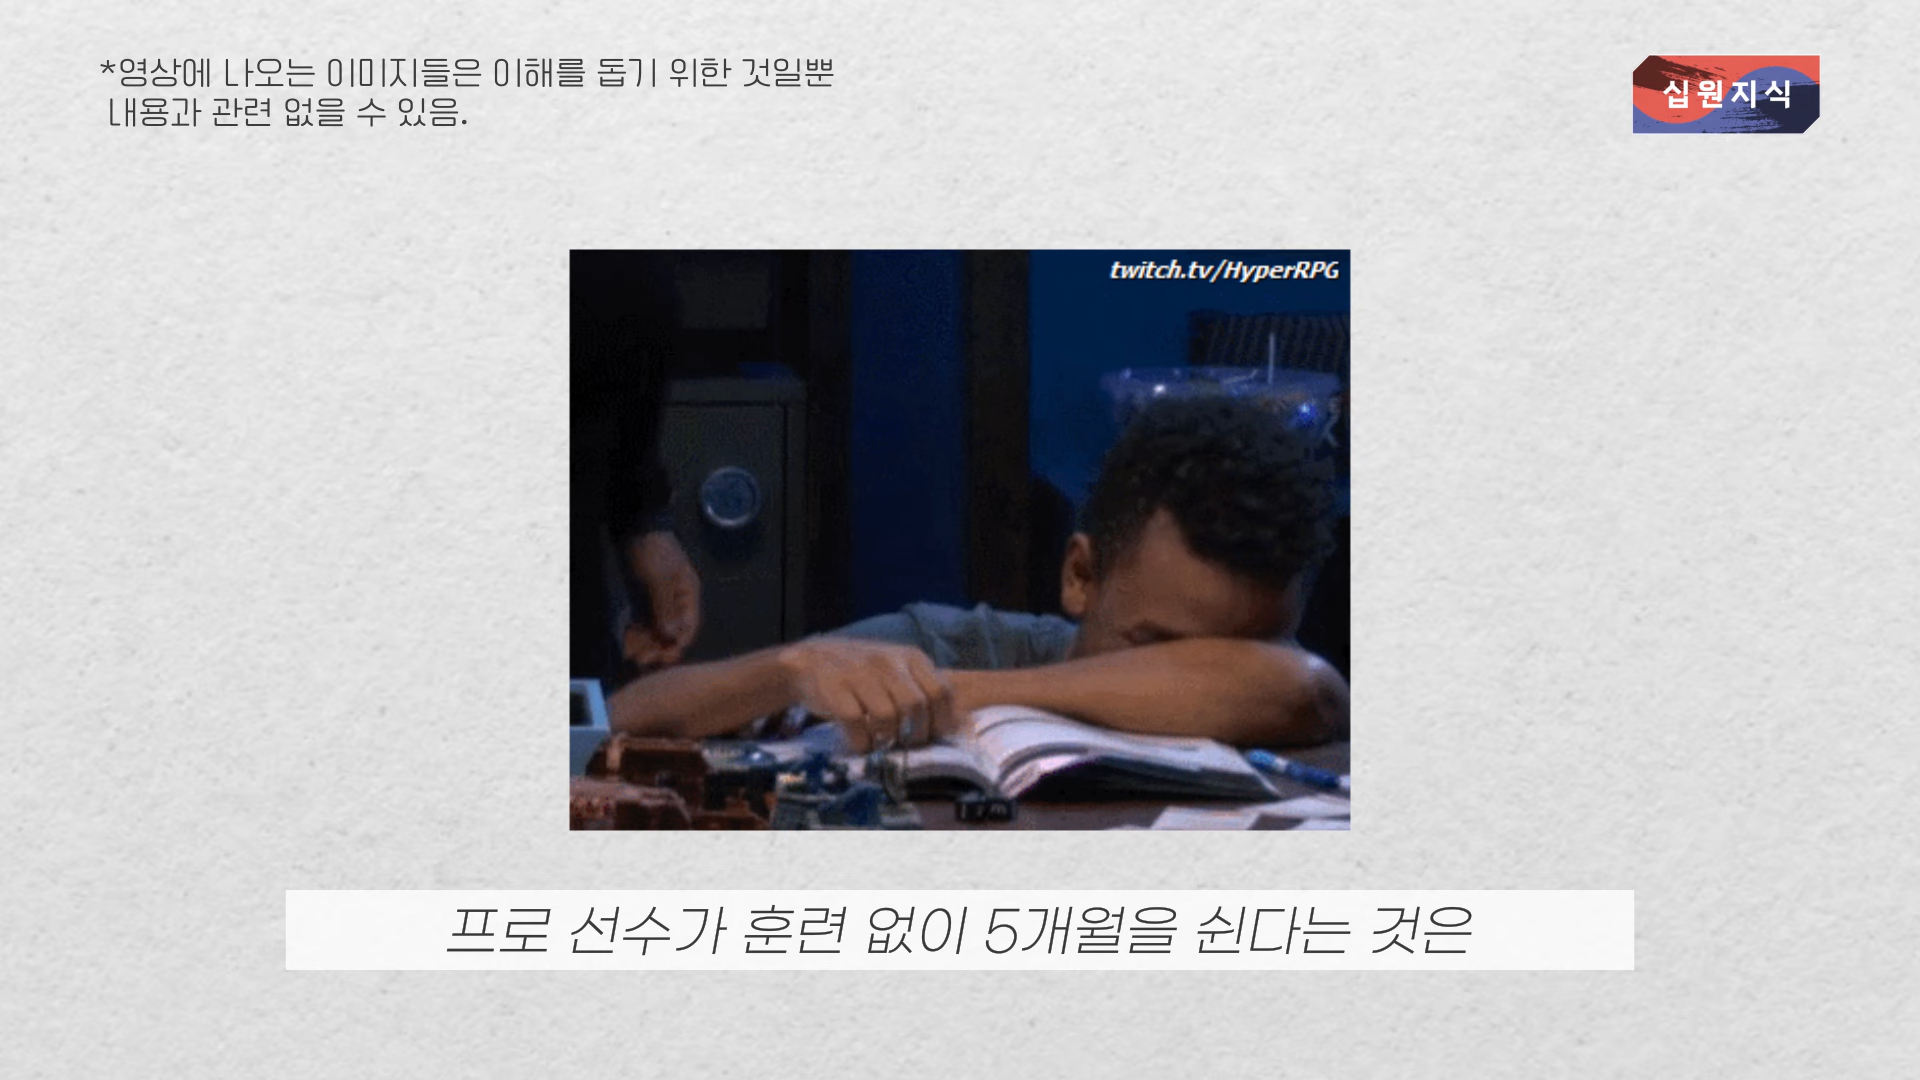 *영상에 나오는 이미지들은 이해를 돕기 위한 것일뿐
내용과 관련 없을 수 있음.
십원지식
twitch.tv/HyperRPG
프로 선수가 훈련 없이 5개월을 쉰다는 것은